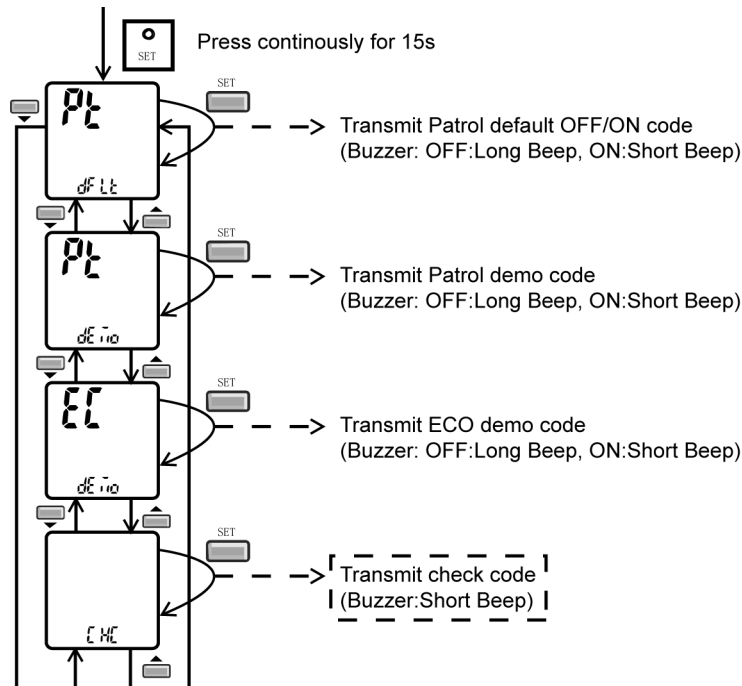 SET
Press continously for 15s
SET
Pt
Transmit Patrol default OFF/ON code
(Buzzer: OFF:Long Beep, ON:Short Beep)
dFLt
SET
Pt
Transmit Patrol demo code
(Buzzer: OFF:Long Beep, ON:Short Beep)
dEmo
SET
EC
Transmit ECO demo code
(Buzzer: OFF:Long Beep, ON:Short Beep)
dEmo
SET
Transmit check code
(Buzzer:Short Beep)
CHC